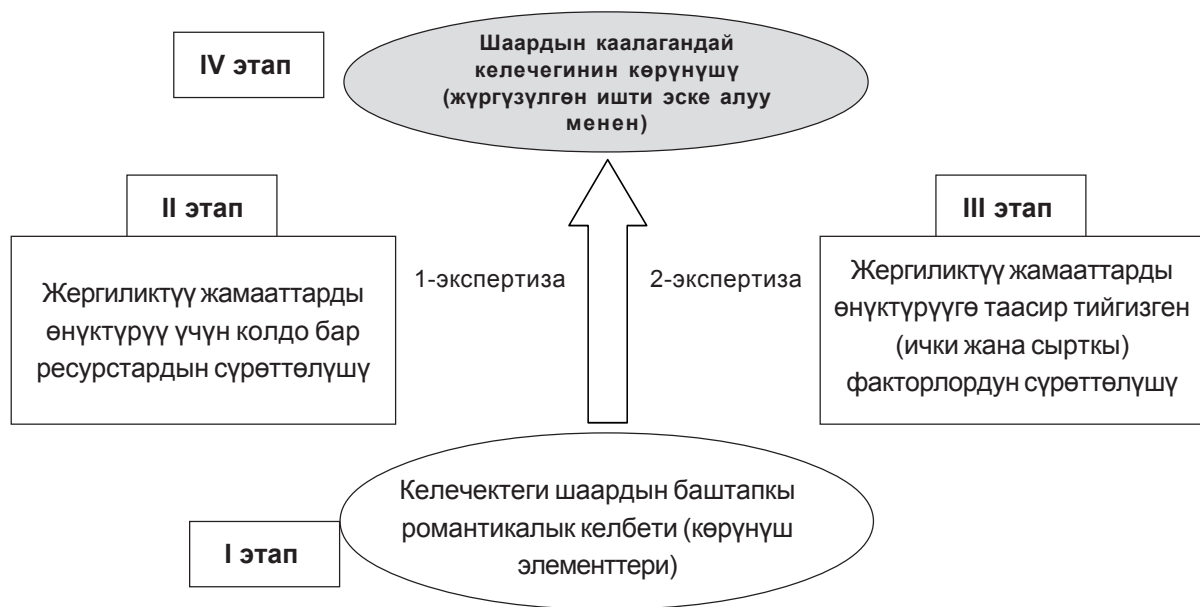 IV этап
Шаардын каалагандай
келечегинин көрүнүшү
(жүргүзүлгөн ишти эске алуу
менен)
II этап
Жергиликтүү жамааттарды
өнүктүрүү үчүн колдо бар
ресурстардын сүрөттөлүшү
1-экспертиза
2-экспертиза
III этап
Жергиликтүү жамааттарды
өнүктүрүүгө таасир тийгизген
(ички жана сырткы)
факторлордун сүрөттөлүшү
I этап
Келечектеги шаардын баштапкы
романтикалык келбети (көрүнүш
элементтери)